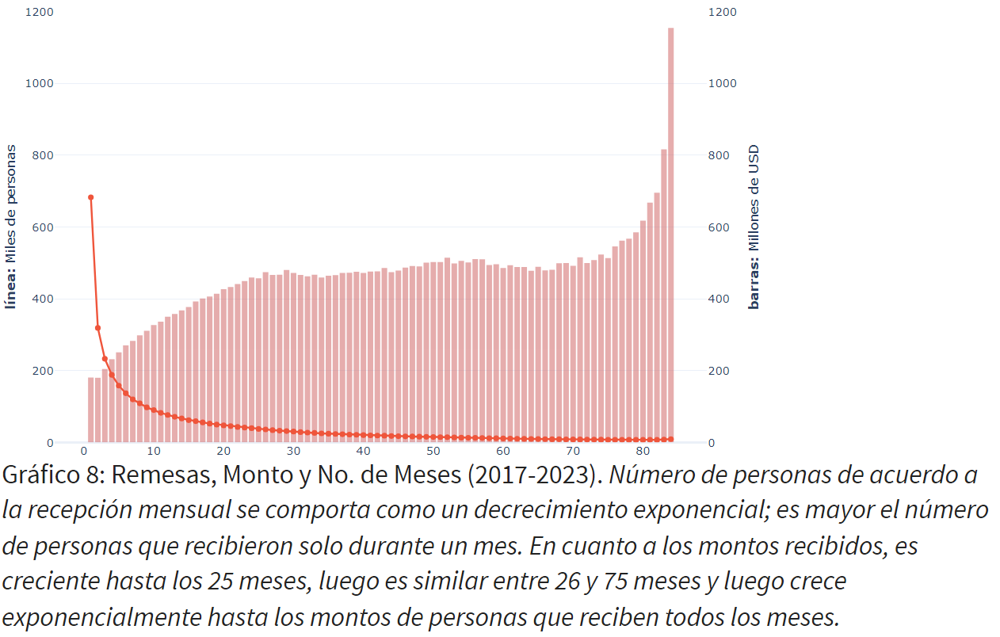 1200
1000
800
600
400
200
0
línea: Miles de personas
1200
1000
800
600
400
200
0
barras: Millones de USD
0 10 20 30 40 50 60 70 80
Gráfico 8: Remesas, Monto y No. de Meses (2017-2023). Número de personas de acuerdo a
la recepción mensual se comporta como un decrecimiento exponencial; es mayor el número
de personas que recibieron solo durante un mes. En cuanto a los montos recibidos, es
creciente hasta los 25 meses, luego es similar entre 26 y 75 meses y luego crece
exponencialmente hasta los montos de personas que reciben todos los meses.